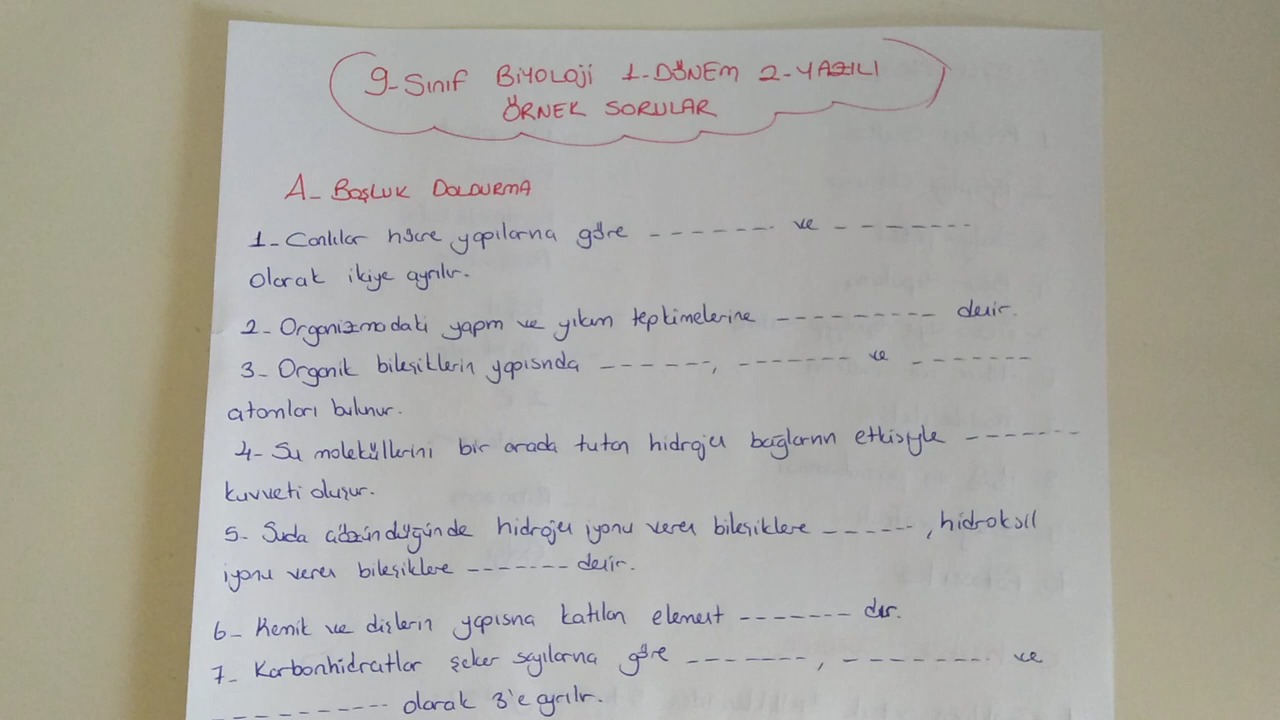 9-Sınıf Biyoloji 1-DÖNEM 2-YAZILI
ÖRNEK SORULAR
A- BOŞLUK DOLDURMA
1- Canlılar hücre yapılarına göre ------- ve --------
olarak ikiye ayrılır.
2- Organizmadaki yapım ve yıkım tepkimelerine --------- denir.
3- Organik bileşiklerin yapısında ------, ------- ve -------
atomları bulunur.
4- Su moleküllerini bir arada tutan hidrojen bağlarının etkisiyle -------
kuvveti oluşur.
5- Suda çözündüğünde hidrojen iyonu veren bileşiklere ------, hidroksil
iyonu veren bileşiklere ------- denir.
6- Kemik ve dişlerin yapısına katılan element ------- dır.
7- Karbonhidratlar şeker sayılarına göre -------, --------- ve
---------- olarak 3'e ayrılır.